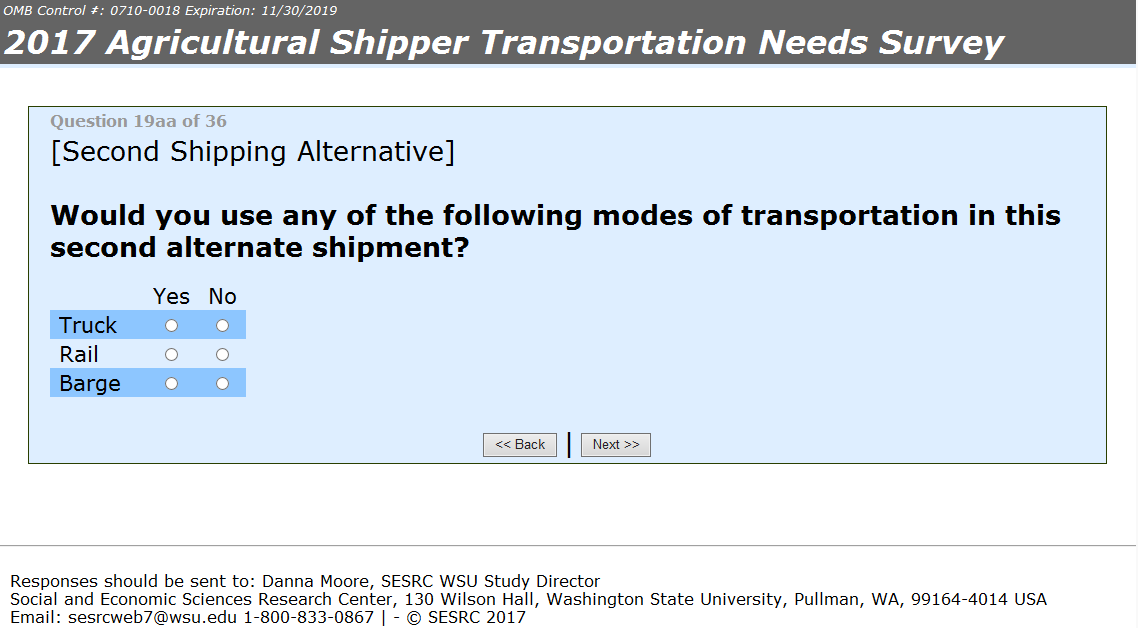 OMB Control #: 0710-0018 Expiration: 11/30/2019
2017 Agricultural Shipper Transportation Needs Survey
Question 19aa of 36
[Second Shipping Alternative]
Would you use any of the following modes of transportation in this
second alternate shipment?
Yes No
Truck
Rail
Barge
<< Back | Next >>
Responses should be sent to: Danna Moore, SESRC WSU Study Director
Social and Economic Sciences Research Center, 130 Wilson Hall, Washington State University, Pullman, WA, 99164-4014 USA
Email: sesrcweb7@wsu.edu 1-800-833-0867 | - © SESRC 2017